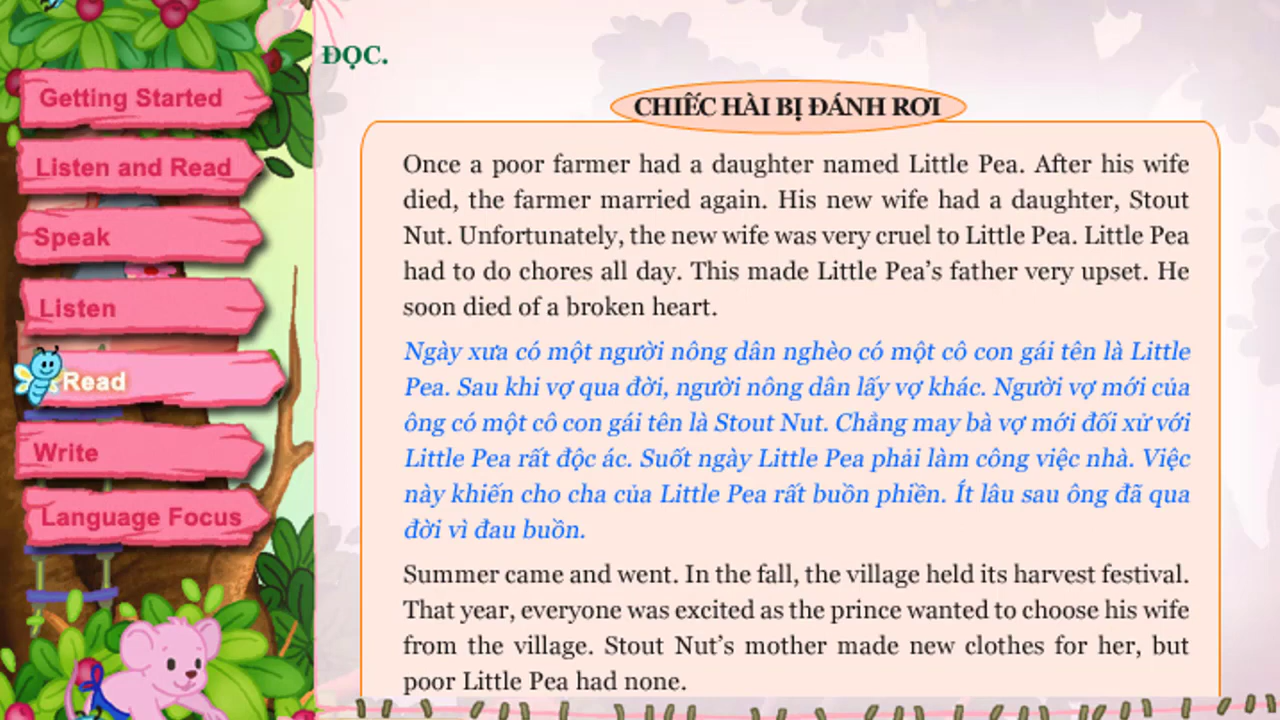 Getting Started
Listen and Read
Speak
Listen
Read
Write
Language Focus
ĐỌC.
CHIẾC HÀI BỊ ĐÁNH RƠI
Once a poor farmer had a daughter named Little Pea. After his wife
died, the farmer married again. His new wife had a daughter, Stout
Nut. Unfortunately, the new wife was very cruel to Little Pea. Little Pea
had to do chores all day. This made Little Pea’s father very upset. He
soon died of a broken heart.
Ngày xưa có một người nông dân nghèo có một cô con gái tên là Little
Pea. Sau khi vợ qua đời, người nông dân lấy vợ khác. Người vợ mới của
ông có một cô con gái tên là Stout Nut. Chẳng may bà vợ mới đối xử với
Little Pea rất độc ác. Suốt ngày Little Pea phải làm công việc nhà. Việc
này khiến cho cha của Little Pea rất buồn phiền. Ít lâu sau ông đã qua
đời vì đau buồn.
Summer came and went. In the fall, the village held its harvest festival.
That year, everyone was excited as the prince wanted to choose his wife
from the village. Stout Nut’s mother made new clothes for her, but
poor Little Pea had none.